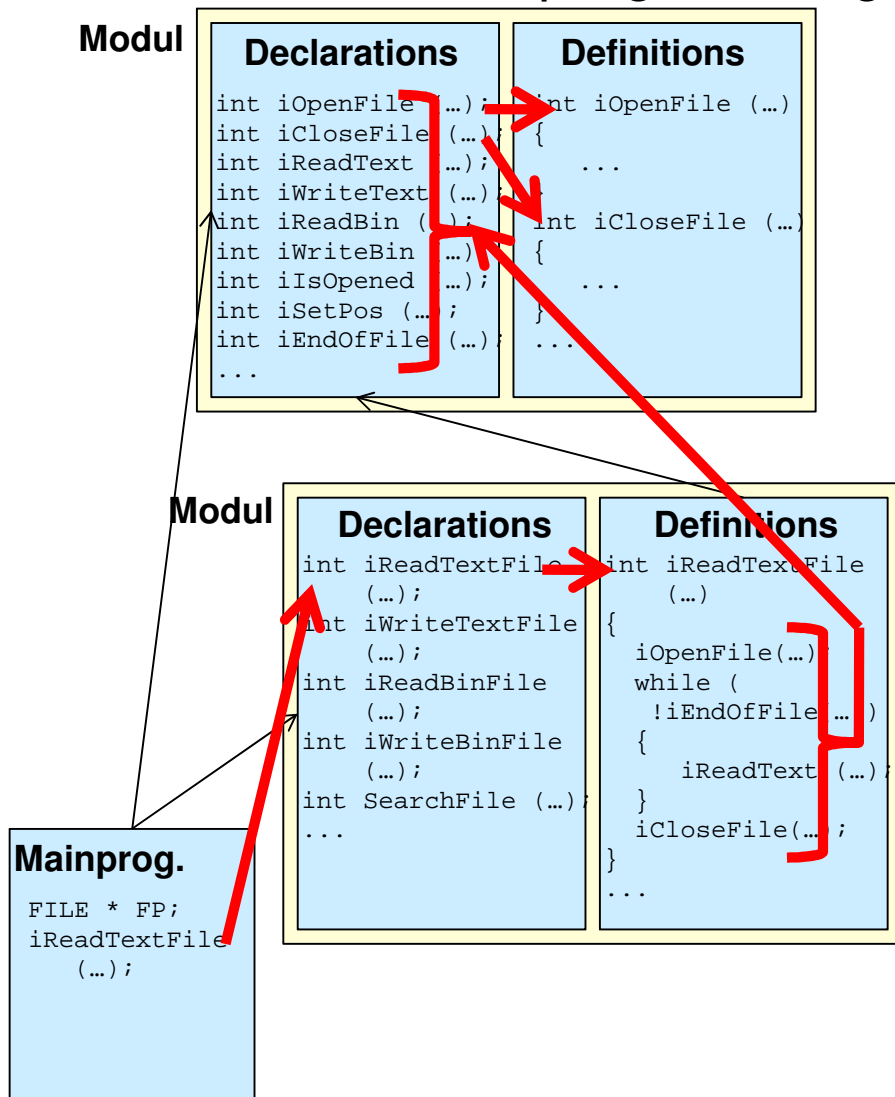 Modul
Declarations
int iOpenFile (…);
int iCloseFile (…);
int iReadText (…);
int iWriteText (…);
int iReadBin (…);
int iWriteBin (…)
int iIsOpened (…);
int iSetPos (…);
int iEndOfFile (…);
...
Definitions
int iOpenFile (…)
{
...
}
int iCloseFile (…)
{
...
}
...
Modul
Declarations
int iReadTextFile
(…);
int iWriteTextFile
(…);
int iReadBinFile
(…);
int iWriteBinFile
(…);
int SearchFile (…);
...
Definitions
int iReadTextFile
(…)
{
iOpenFile(…);
while (
!iEndOfFile(…)
{
iReadText (…);
}
iCloseFile(…);
}
...
Mainprog.
FILE * FP;
iReadTextFile
(…);